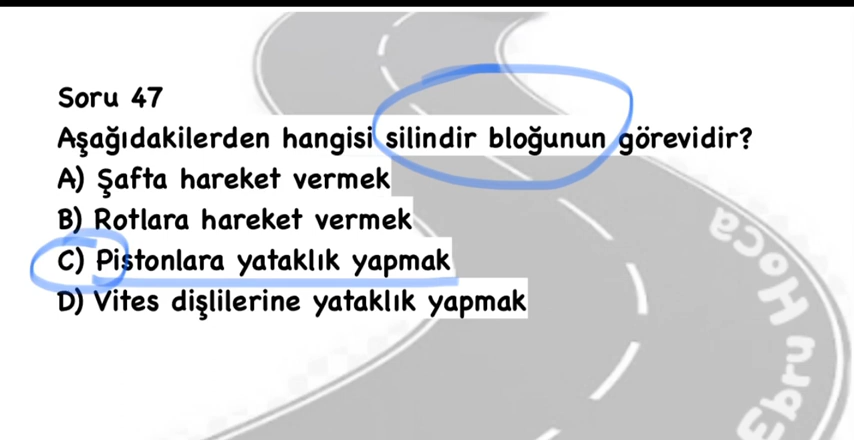 Soru 47
Aşağıdakilerden hangisi silindir bloğunun görevidir?
A) Şafta hareket vermek
B) Rotlara hareket vermek
C) Pistonlara yataklık yapmak
D) Vites dişlilerine yataklık yapmak
Ebru Hoca